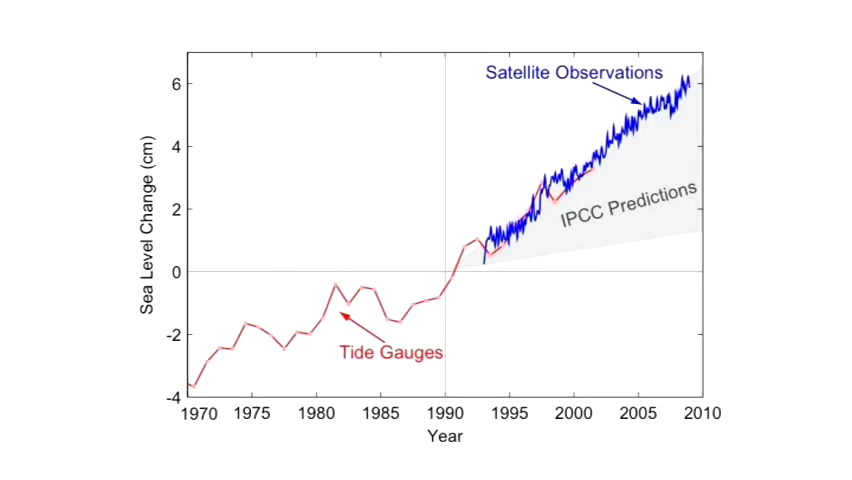 Satellite Observations
6
4
2
0
-2
-4
Sea Level Change (cm)
IPCC Predictions
Tide Gauges
1970 1975 1980 1985 1990 1995 2000 2005 2010
Year